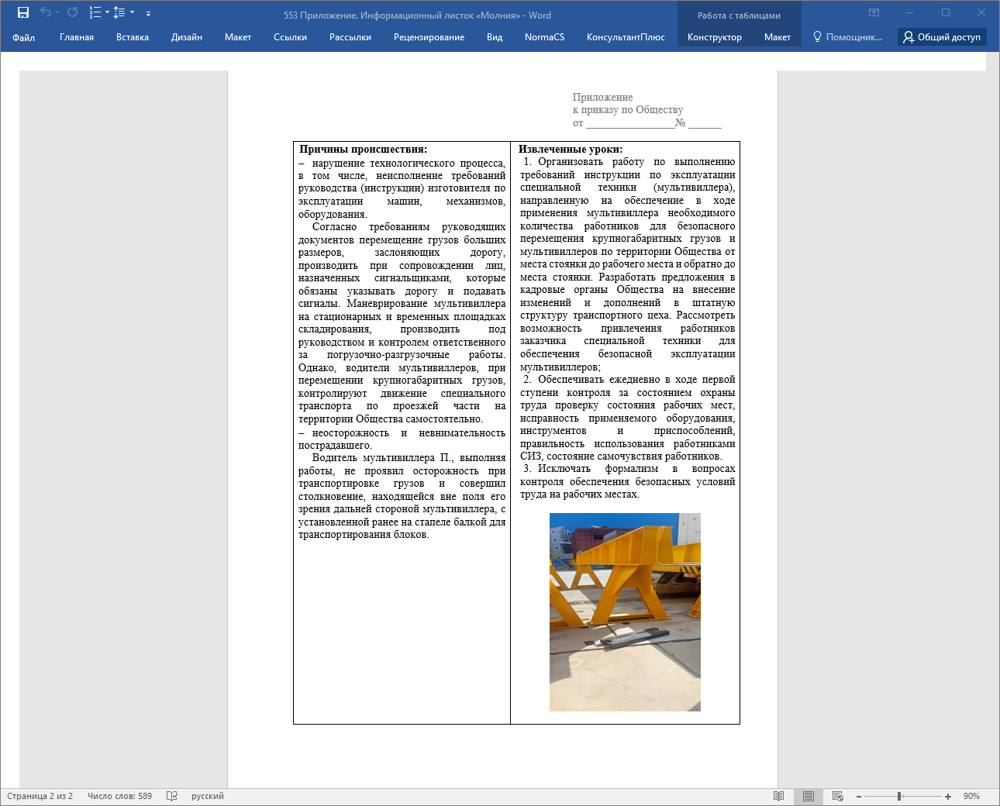 553 Приложение. Информационный листок «Молния» - Word
Работа с таблицами
Файл
Главная
Вставка
Дизайн
Макет
Ссылки
Рассылки
Рецензирование
Вид
NormaCS
КонсультантПлюс
Конструктор
Макет
Помощник...
Общий доступ
Приложение
к приказу по Обществу
от ________________№ ______
Причины происшествия:
– нарушение технологического процесса,
в том числе, неисполнение требований
руководства (инструкции) изготовителя по
эксплуатации машин, механизмов,
оборудования.
Согласно требованиям руководящих
документов перемещение грузов больших
размеров, заслоняющих дорогу,
производить при сопровождении лиц,
назначенных сигнальщиками, которые
обязаны указывать дорогу и подавать
сигналы. Маневрирование мультивиллера
на стационарных и временных площадках
складирования, производить под
руководством и контролем ответственного
за погрузочно-разгрузочные работы.
Однако, водители мультивиллеров, при
перемещении крупногабаритных грузов,
контролируют движение специального
транспорта по проезжей части на
территории Общества самостоятельно.
– неосторожность и невнимательность
пострадавшего.
Водитель мультивиллера П., выполняя
работы, не проявил осторожность при
транспортировке грузов и совершил
столкновение, находящейся вне поля его
зрения дальней стороной мультивиллера, с
установленной ранее на стапеле балкой для
транспортирования блоков.
Извлеченные уроки:
1. Организовать работу по выполнению
требований инструкции по эксплуатации
специальной техники (мультивиллера),
направленную на обеспечение в ходе
применения мультивиллера необходимого
количества работников для безопасного
перемещения крупногабаритных грузов и
мультивиллеров по территории Общества от
места стоянки до рабочего места и обратно до
места стоянки. Разработать предложения в
кадровые органы Общества на внесение
изменений и дополнений в штатную
структуру транспортного цеха. Рассмотреть
возможность привлечения работников
заказчика специальной техники для
обеспечения безопасной эксплуатации
мультивиллеров;
2. Обеспечивать ежедневно в ходе первой
ступени контроля за состоянием охраны
труда проверку состояния рабочих мест,
исправность применяемого оборудования,
инструментов и приспособлений,
правильность использования работниками
СИЗ, состояние самочувствия работников.
3. Исключать формализм в вопросах
контроля обеспечения безопасных условий
труда на рабочих местах.
Страница 2 из 2
Число слов: 589
русский
90%